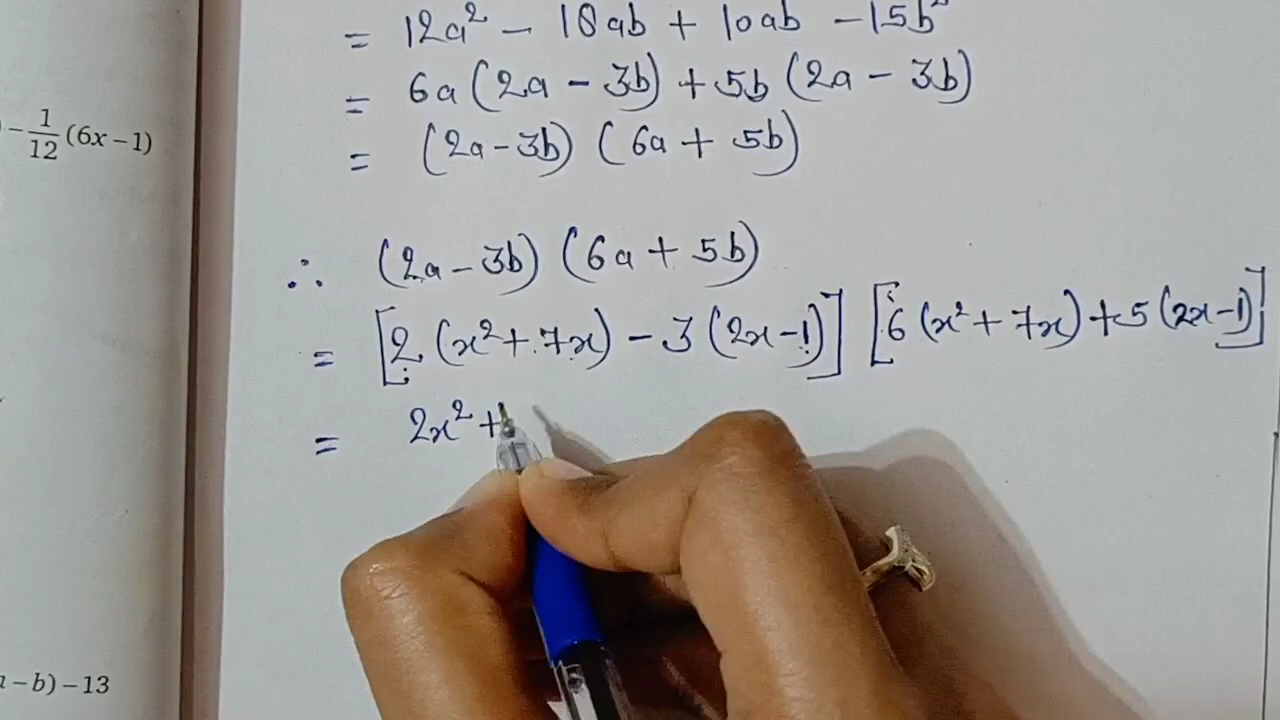 = 12a² − 18ab + 10ab − 15b²
= 6a (2a − 3b) + 5b (2a − 3b)
− 1/12 (6x − 1)
= (2a − 3b) (6a + 5b)
∴ (2a − 3b) (6a + 5b)
= [2 (x² + 7x) − 3 (2x − 1)] [6 (x² + 7x) + 5 (2x − 1)]
= 2x² +
− b) − 13